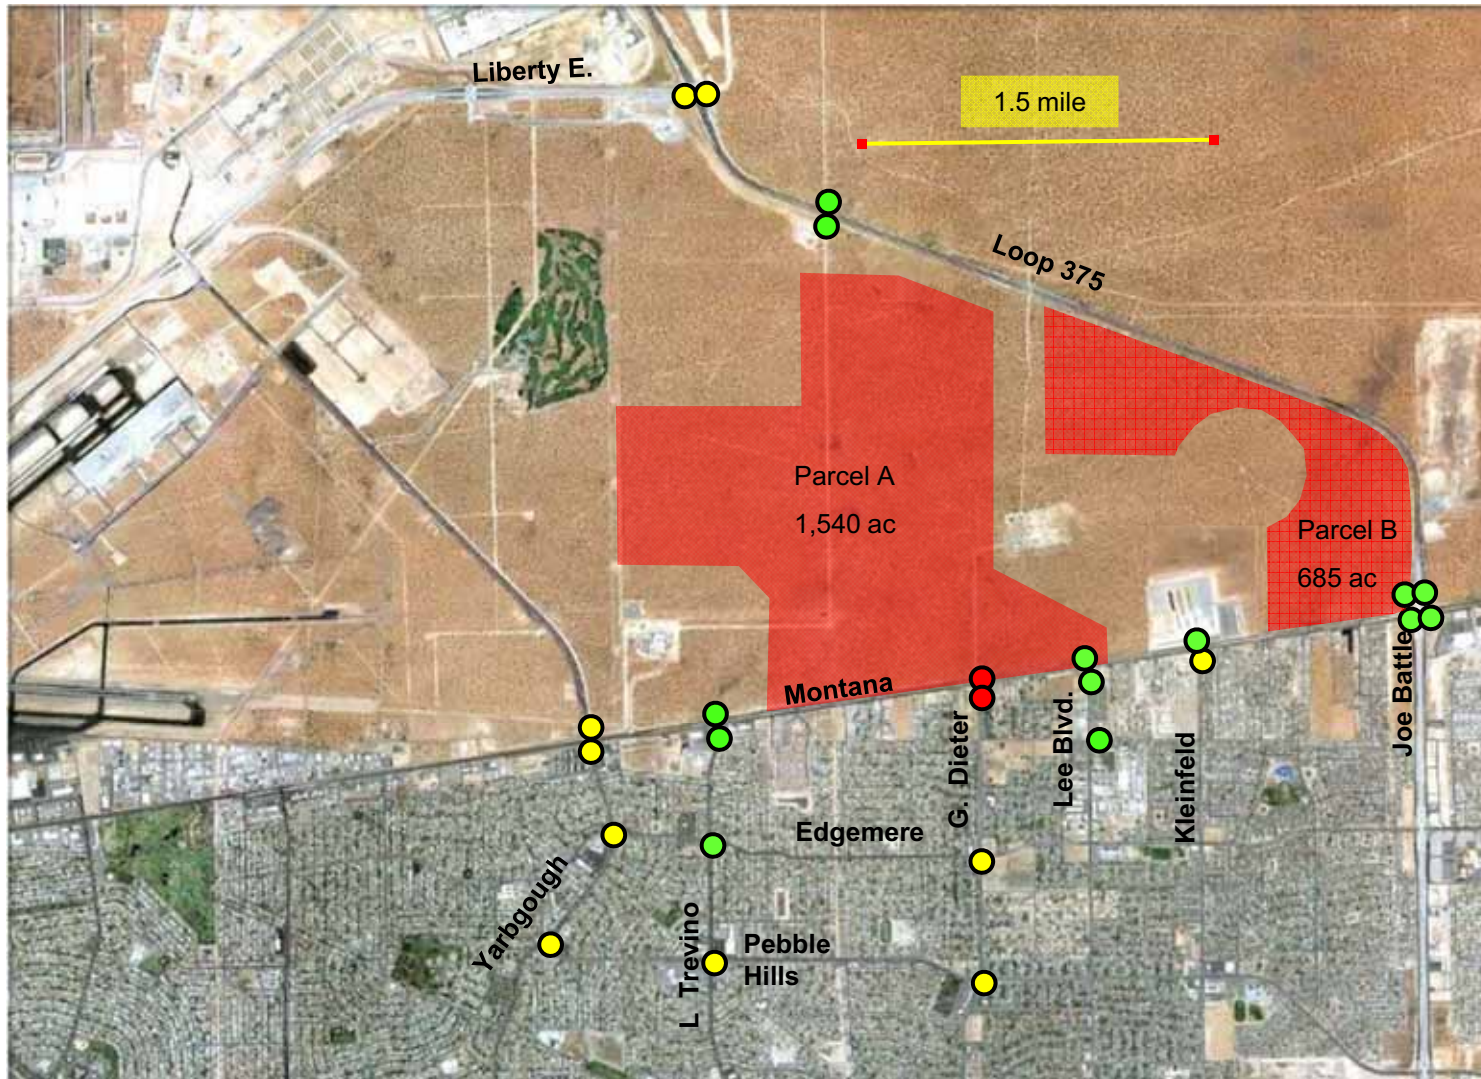 Liberty E.
1.5 mile
Loop 375
Parcel A
1,540 ac
Parcel B
685 ac
Montana
Joe Battle
G. Dieter
Lee Blvd.
Kleinfeld
Edgemere
Yarbgough
L Trevino
Pebble
Hills